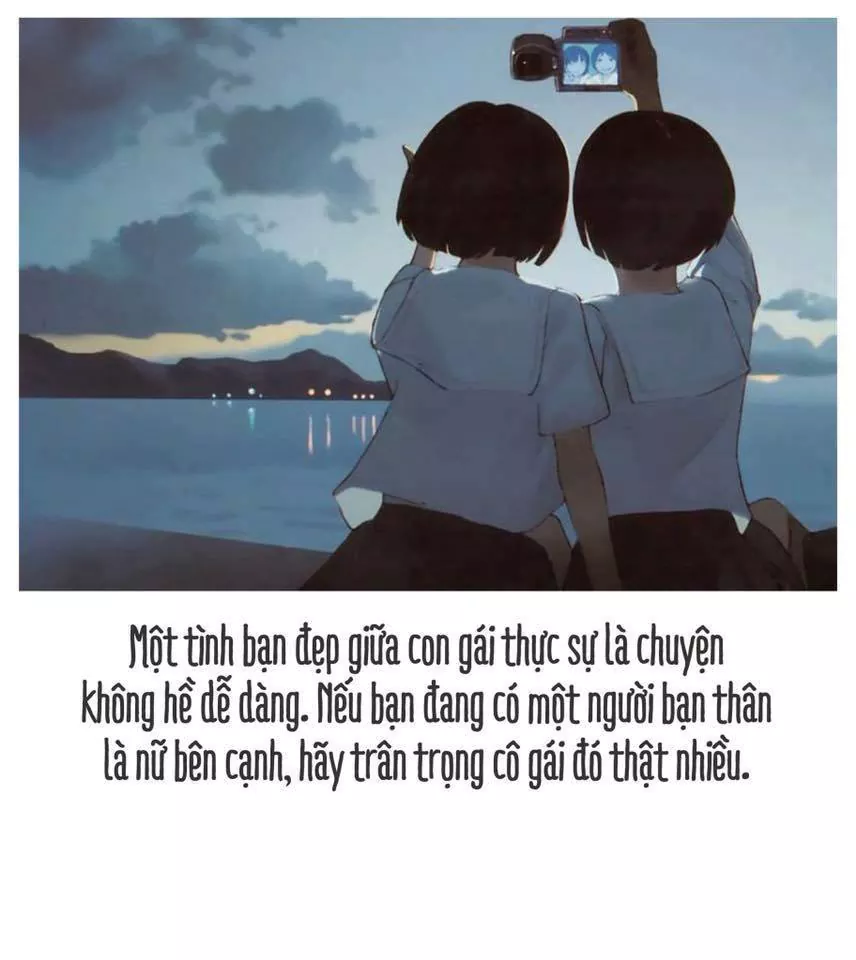 Một tình bạn đẹp giữa con gái thực sự là chuyện
không hề dễ dàng. Nếu bạn đang có một người bạn thân
là nữ bên cạnh, hãy trân trọng cô gái đó thật nhiều.